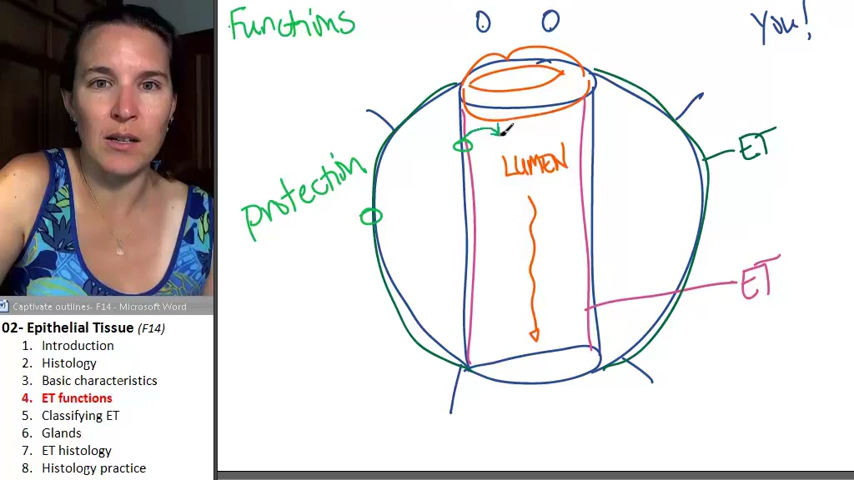 Functions
You!
protection
LUMEN
ET
ET
Captivate outlines- F14 - Microsoft Word
02- Epithelial Tissue (F14)
1. Introduction
2. Histology
3. Basic characteristics
4. ET functions
5. Classifying ET
6. Glands
7. ET histology
8. Histology practice